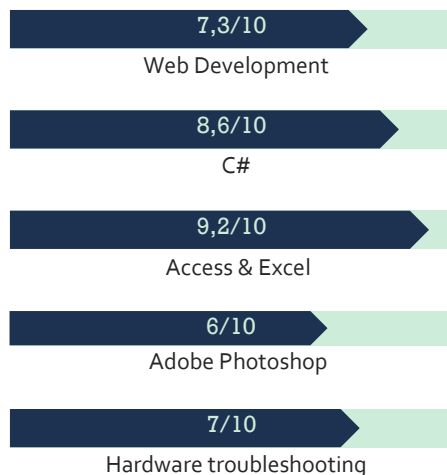 7,3/10
Web Development
8,6/10
C#
9,2/10
Access & Excel
6/10
Adobe Photoshop
7/10
Hardware troubleshooting